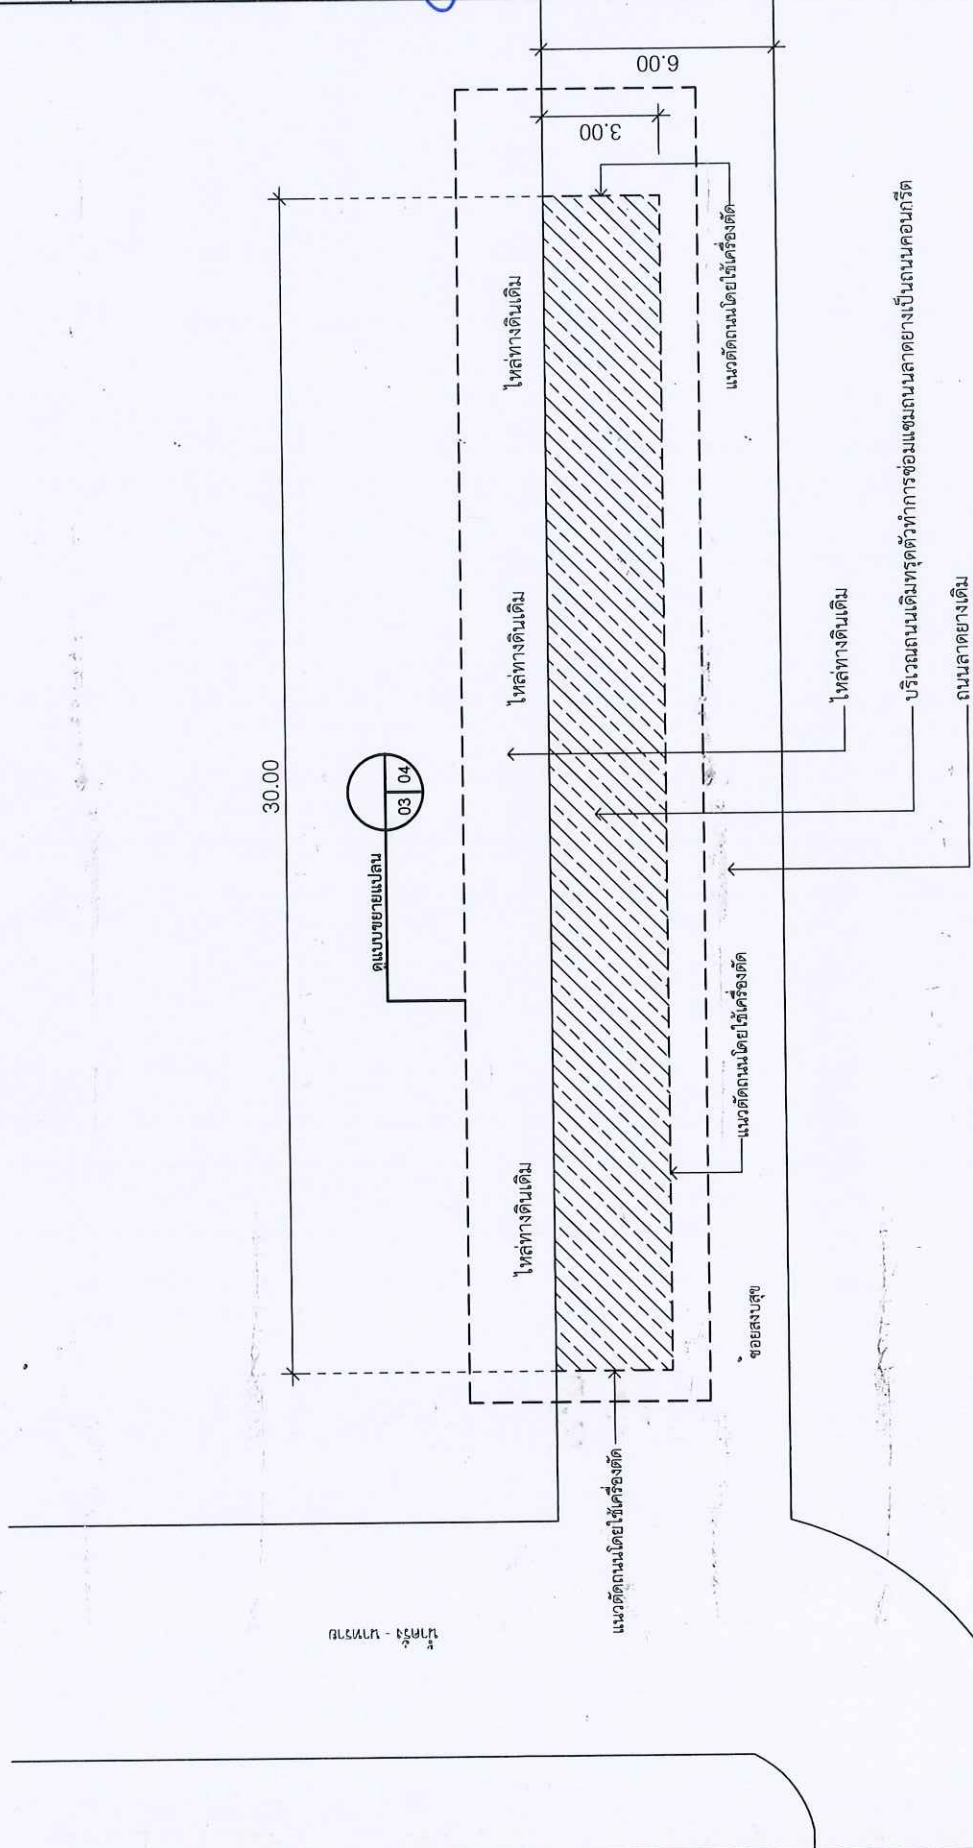 30.00
6.00
3.00
ดูแบบขยายแปลน
03 04
ไหล่ทางดินเดิม
ไหล่ทางดินเดิม
ไหล่ทางดินเดิม
แนวตัดถนนโดยใช้เครื่องตัด
แนวตัดถนนโดยใช้เครื่องตัด
แนวตัดถนนโดยใช้เครื่องตัด
ซอยสงบสุข
ไหล่ทางดินเดิม
บริเวณถนนเดิมทรุดตัวทำการซ่อมแซมถนนลาดยางเป็นถนนคอนกรีต
ถนนลาดยางเดิม
- นาทราย